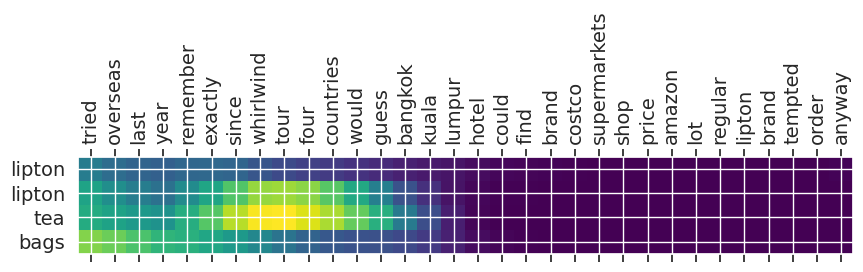 tried overseas last year remember exactly since whirlwind tour four countries would guess bangkok kuala lumpur hotel could find brand costco supermarkets shop price amazon lot regular lipton brand tempted order anyway
lipton
lipton
tea
bags